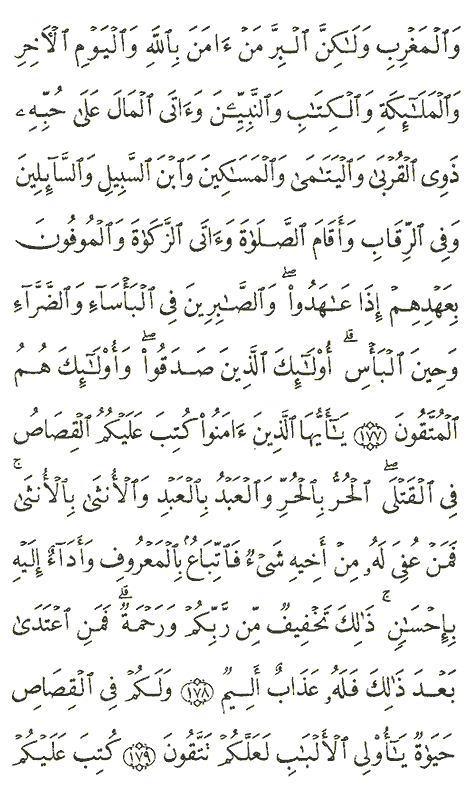 وَٱلْمَغْرِبِ وَلَٰكِنَّ ٱلْبِرَّ مَنْ ءَامَنَ بِٱللَّهِ وَٱلْيَوْمِ ٱلْأَخِرِ
وَٱلْمَلَٰٓئِكَةِ وَٱلْكِتَٰبِ وَٱلنَّبِيِّۦنَ وَءَاتَى ٱلْمَالَ عَلَىٰ حُبِّهِۦ
ذَوِى ٱلْقُرْبَىٰ وَٱلْيَتَٰمَىٰ وَٱلْمَسَٰكِينَ وَٱبْنَ ٱلسَّبِيلِ وَٱلسَّآئِلِينَ
وَفِى ٱلرِّقَابِ وَأَقَامَ ٱلصَّلَوٰةَ وَءَاتَى ٱلزَّكَوٰةَ وَٱلْمُوفُونَ
بِعَهْدِهِمْ إِذَا عَٰهَدُوا۟ ۖ وَٱلصَّٰبِرِينَ فِى ٱلْبَأْسَآءِ وَٱلضَّرَّآءِ
وَحِينَ ٱلْبَأْسِ ۗ أُو۟لَٰٓئِكَ ٱلَّذِينَ صَدَقُوا۟ ۖ وَأُو۟لَٰٓئِكَ هُمُ
ٱلْمُتَّقُونَ ١٧٧ يَٰٓأَيُّهَا ٱلَّذِينَ ءَامَنُوا۟ كُتِبَ عَلَيْكُمُ ٱلْقِصَاصُ
فِى ٱلْقَتْلَى ۖ ٱلْحُرُّ بِٱلْحُرِّ وَٱلْعَبْدُ بِٱلْعَبْدِ وَٱلْأُنثَىٰ بِٱلْأُنثَىٰ ۚ
فَمَنْ عُفِىَ لَهُۥ مِنْ أَخِيهِ شَىْءٌ فَٱتِّبَاعٌۢ بِٱلْمَعْرُوفِ وَأَدَآءٌ إِلَيْهِ
بِإِحْسَٰنٍ ۗ ذَٰلِكَ تَخْفِيفٌ مِّن رَّبِّكُمْ وَرَحْمَةٌ ۗ فَمَنِ ٱعْتَدَىٰ
بَعْدَ ذَٰلِكَ فَلَهُۥ عَذَابٌ أَلِيمٌ ١٧٨ وَلَكُمْ فِى ٱلْقِصَاصِ
حَيَوٰةٌ يَٰٓأُو۟لِى ٱلْأَلْبَٰبِ لَعَلَّكُمْ تَتَّقُونَ ١٧٩ كُتِبَ عَلَيْكُمْ